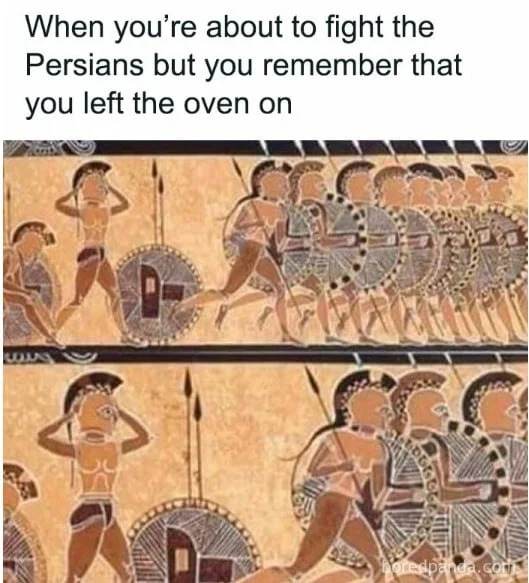 When you're about to fight the
Persians but you remember that
you left the oven on
boredpanda.com